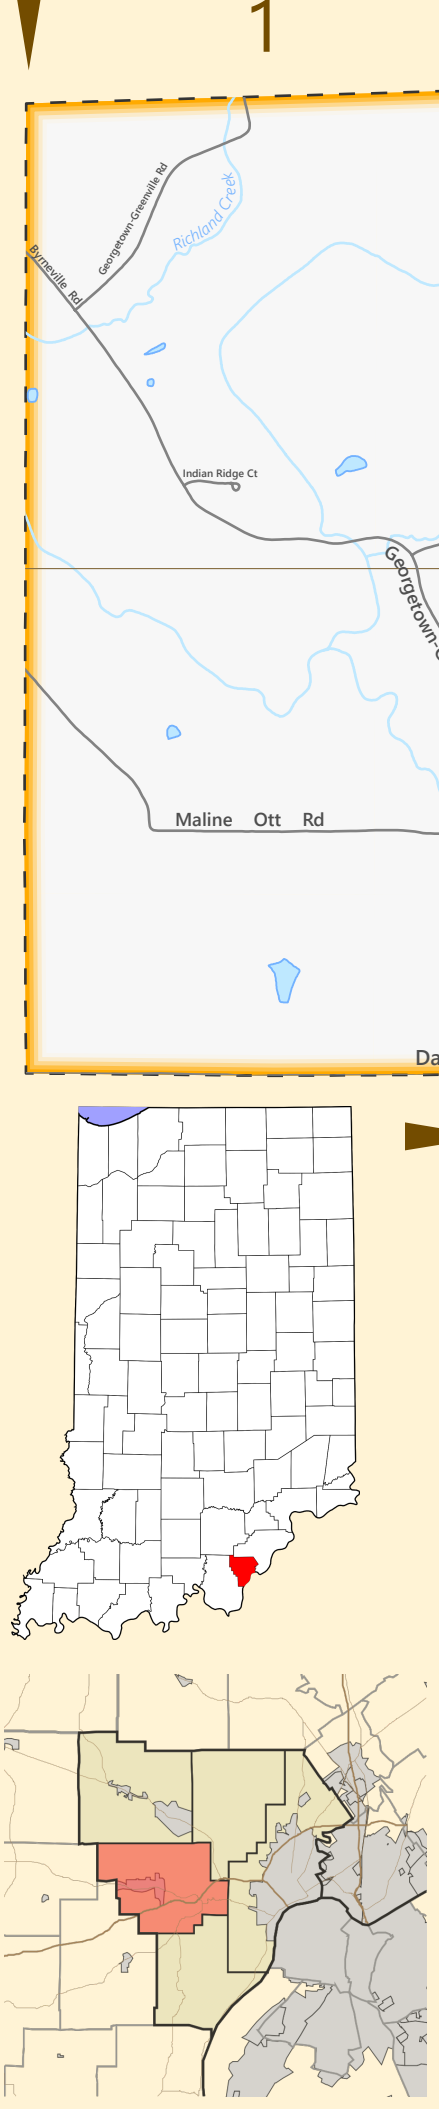 1
Georgetown-Greenville Rd
Richland Creek
Byrneville Rd
Indian Ridge Ct
Georgetown-
Maline Ott Rd
Da